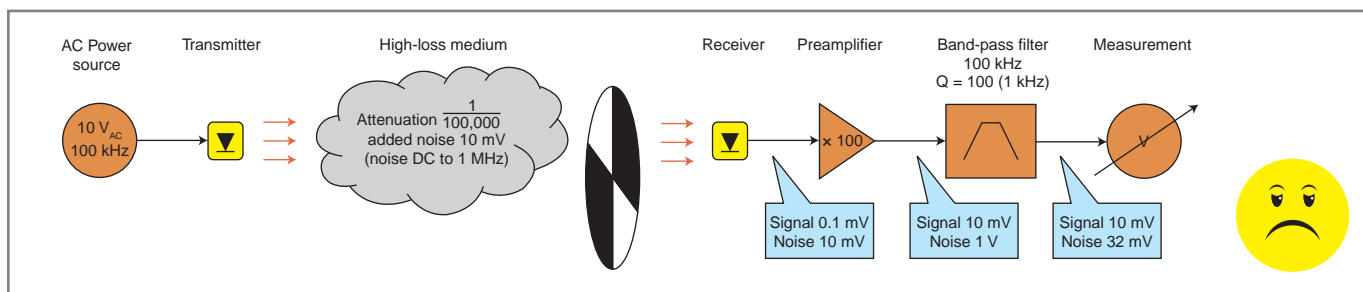 AC Power
source
Transmitter
High-loss medium
Receiver
Preamplifier
Band-pass filter
100 kHz
Q = 100 (1 kHz)
Measurement
10 VAC
100 kHz
Attenuation 1/100,000
added noise 10 mV
(noise DC to 1 MHz)
× 100
V
Signal 0.1 mV
Noise 10 mV
Signal 10 mV
Noise 1 V
Signal 10 mV
Noise 32 mV